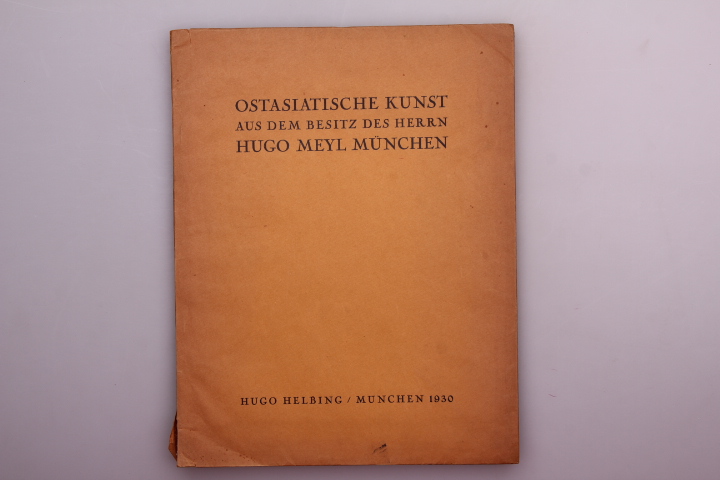 OSTASIATISCHE KUNST
AUS DEM BESITZ DES HERRN
HUGO MEYL MÜNCHEN
HUGO HELBING / MÜNCHEN 1930